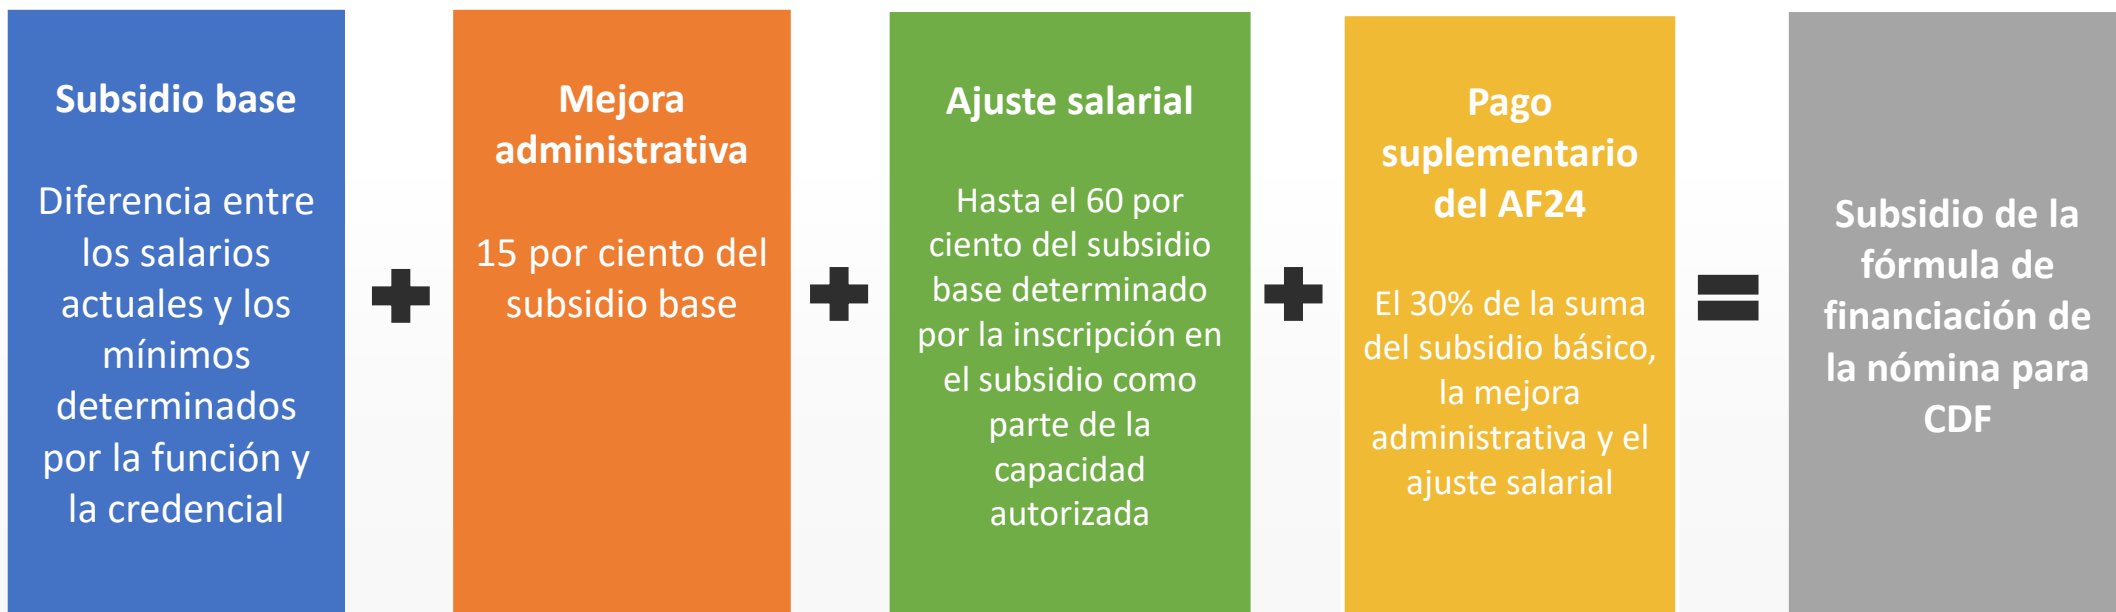 Subsidio base
Diferencia entre
los salarios
actuales y los
mínimos
determinados
por la función y
la credencial
Mejora
administrativa
15 por ciento del
subsidio base
Ajuste salarial
Hasta el 60 por
ciento del subsidio
base determinado
por la inscripción en
el subsidio como
parte de la
capacidad
autorizada
Pago
suplementario
del AF24
El 30% de la suma
del subsidio básico,
la mejora
administrativa y el
ajuste salarial
Subsidio de la
fórmula de
financiación de
la nómina para
CDF